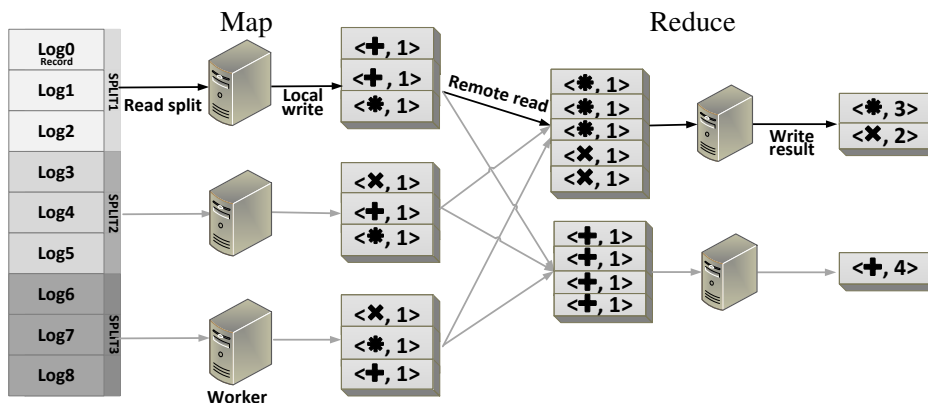 Map
Reduce
Log0
Record
Log1
Log2
Log3
Log4
Log5
Log6
Log7
Log8
SPLIT1
SPLIT2
SPLIT3
Read split
Local
write
Worker
<✚, 1>
<✚, 1>
<✱, 1>
<✖, 1>
<✚, 1>
<✱, 1>
<✖, 1>
<✱, 1>
<✚, 1>
Remote read
<✱, 1>
<✱, 1>
<✱, 1>
<✖, 1>
<✖, 1>
<✚, 1>
<✚, 1>
<✚, 1>
<✚, 1>
Write
result
<✱, 3>
<✖, 2>
<✚, 4>